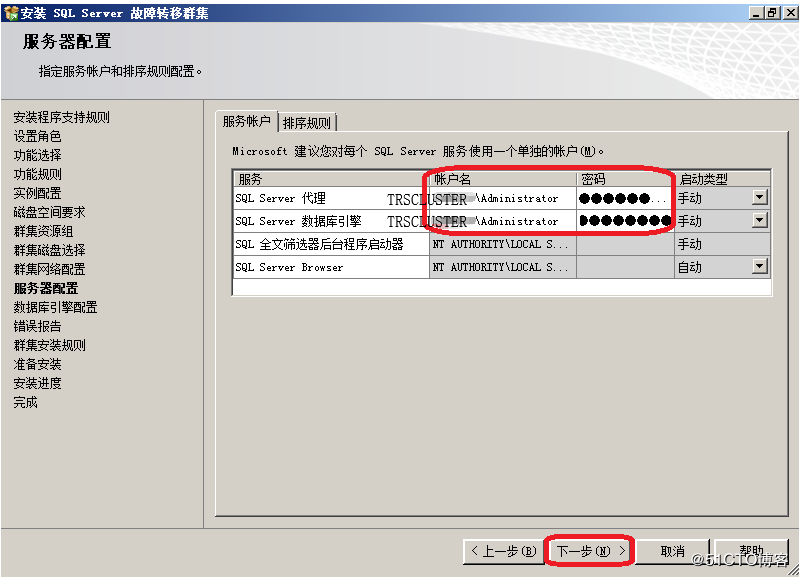 安装 SQL Server 故障转移群集
服务器配置
指定服务帐户和排序规则配置。
安装程序支持规则
设置角色
功能选择
功能规则
实例配置
磁盘空间要求
群集资源组
群集磁盘选择
群集网络配置
服务器配置
数据库引擎配置
错误报告
群集安装规则
准备安装
安装进度
完成
服务帐户 排序规则
Microsoft 建议您对每个 SQL Server 服务使用一个单独的帐户(M)。
服务 帐户名 密码 启动类型
SQL Server 代理 TRSCLUSTER\Administrator ●●●●●●... 手动
SQL Server 数据库引擎 TRSCLUSTER\Administrator ●●●●●●●● 手动
SQL 全文筛选器后台程序启动器 NT AUTHORITY\LOCAL S... 手动
SQL Server Browser NT AUTHORITY\LOCAL S... 自动
< 上一步(B) 下一步(N) > 取消 帮助
@51CTO博客